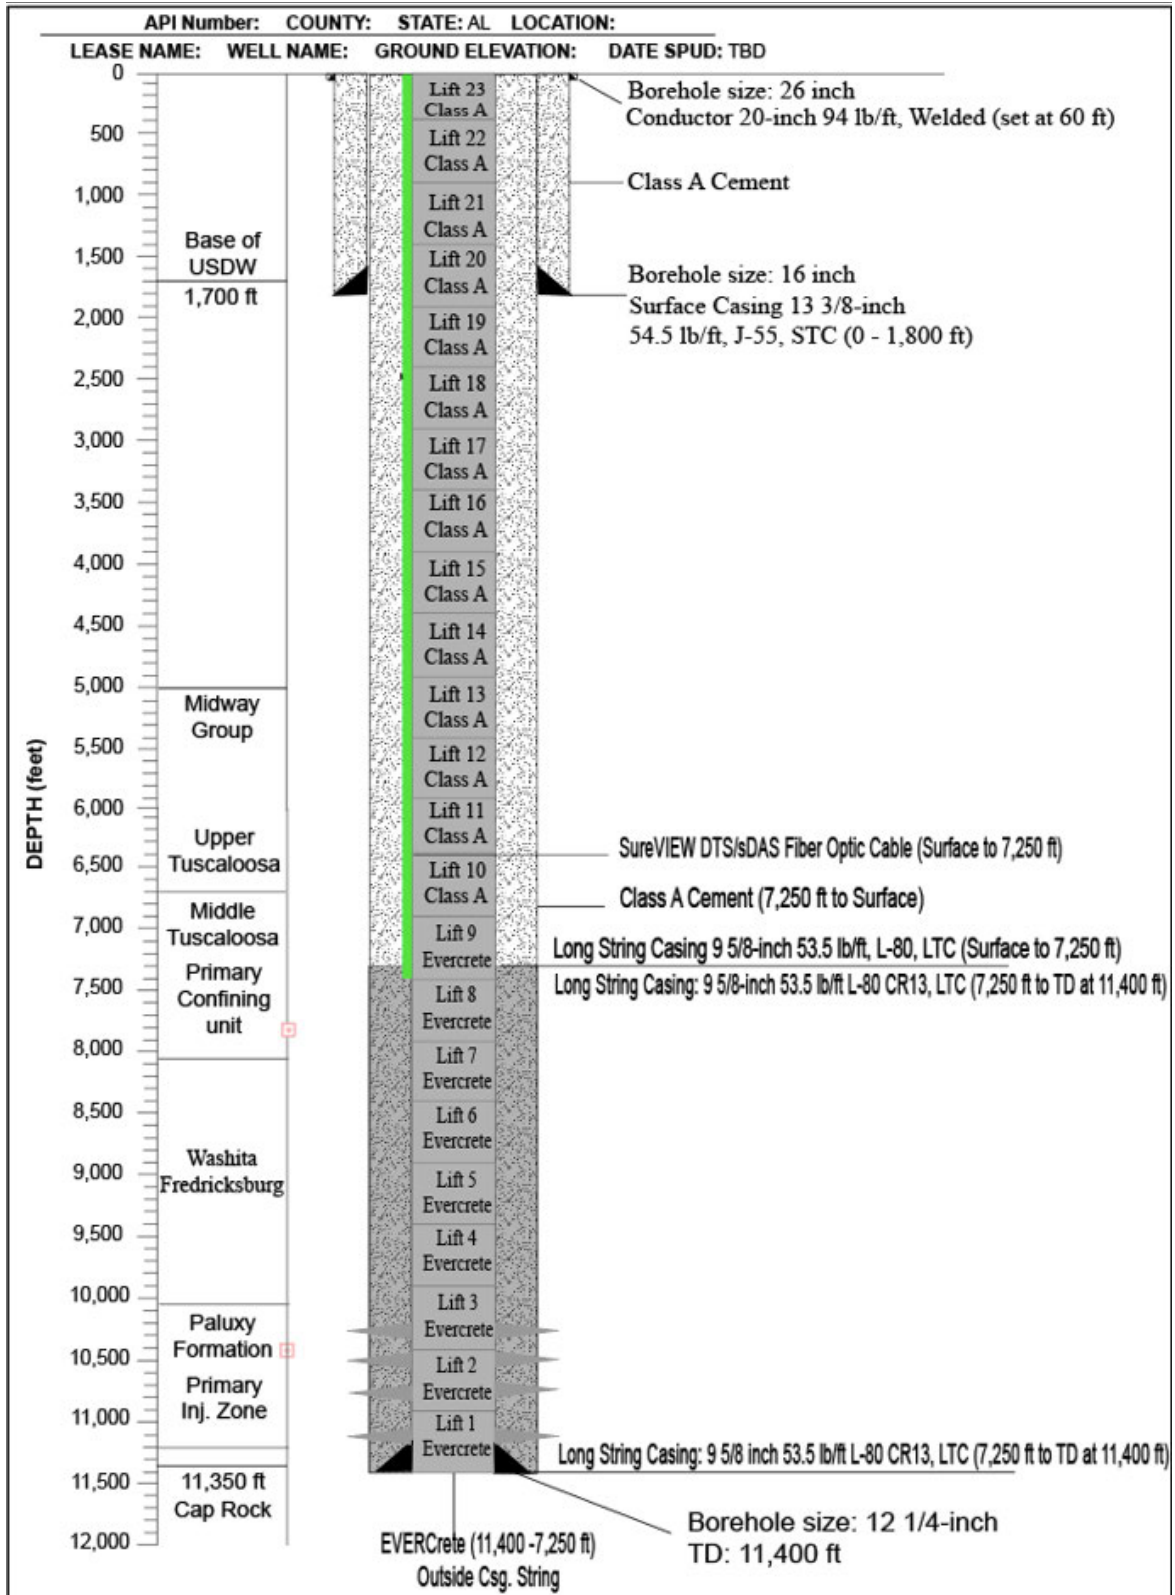 API Number: COUNTY: STATE: AL LOCATION:
LEASE NAME: WELL NAME: GROUND ELEVATION: DATE SPUD: TBD
DEPTH (feet)
0
500
1,000
1,500
2,000
2,500
3,000
3,500
4,000
4,500
5,000
5,500
6,000
6,500
7,000
7,500
8,000
8,500
9,000
9,500
10,000
10,500
11,000
11,500
12,000
Base of
USDW
1,700 ft
Midway
Group
Upper
Tuscaloosa
Middle
Tuscaloosa
Primary
Confining
unit
Washita
Fredricksburg
Paluxy
Formation
Primary
Inj. Zone
11,350 ft
Cap Rock
Lift 23
Class A
Lift 22
Class A
Lift 21
Class A
Lift 20
Class A
Lift 19
Class A
Lift 18
Class A
Lift 17
Class A
Lift 16
Class A
Lift 15
Class A
Lift 14
Class A
Lift 13
Class A
Lift 12
Class A
Lift 11
Class A
Lift 10
Class A
Lift 9
Evercrete
Lift 8
Evercrete
Lift 7
Evercrete
Lift 6
Evercrete
Lift 5
Evercrete
Lift 4
Evercrete
Lift 3
Evercrete
Lift 2
Evercrete
Lift 1
Evercrete
Borehole size: 26 inch
Conductor 20-inch 94 lb/ft, Welded (set at 60 ft)
Class A Cement
Borehole size: 16 inch
Surface Casing 13 3/8-inch
54.5 lb/ft, J-55, STC (0 - 1,800 ft)
SureVIEW DTS/sDAS Fiber Optic Cable (Surface to 7,250 ft)
Class A Cement (7,250 ft to Surface)
Long String Casing 9 5/8-inch 53.5 lb/ft, L-80, LTC (Surface to 7,250 ft)
Long String Casing: 9 5/8-inch 53.5 lb/ft L-80 CR13, LTC (7,250 ft to TD at 11,400 ft)
Long String Casing: 9 5/8 inch 53.5 lb/ft L-80 CR13, LTC (7,250 ft to TD at 11,400 ft)
Borehole size: 12 1/4-inch
TD: 11,400 ft
EVERCrete (11,400 -7,250 ft)
Outside Csg. String